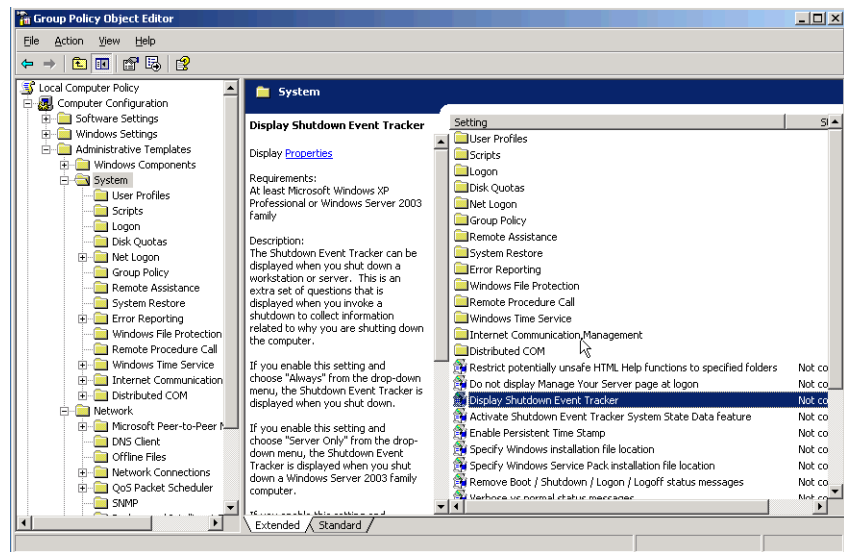 Group Policy Object Editor
File Action View Help
Local Computer Policy
Computer Configuration
Software Settings
Windows Settings
Administrative Templates
Windows Components
System
User Profiles
Scripts
Logon
Disk Quotas
Net Logon
Group Policy
Remote Assistance
System Restore
Error Reporting
Windows File Protection
Remote Procedure Call
Windows Time Service
Internet Communication
Distributed COM
Network
Microsoft Peer-to-Peer
DNS Client
Offline Files
Network Connections
QoS Packet Scheduler
SNMP
System
Display Shutdown Event Tracker
Display Properties
Requirements:
At least Microsoft Windows XP
Professional or Windows Server 2003
family
Description:
The Shutdown Event Tracker can be
displayed when you shut down a
workstation or server. This is an
extra set of questions that is
displayed when you invoke a
shutdown to collect information
related to why you are shutting down
the computer.
If you enable this setting and
choose "Always" from the drop-down
menu, the Shutdown Event Tracker is
displayed when you shut down.
If you enable this setting and
choose "Server Only" from the drop-
down menu, the Shutdown Event
Tracker is displayed when you shut
down a Windows Server 2003 family
computer.
Setting
User Profiles
Scripts
Logon
Disk Quotas
Net Logon
Group Policy
Remote Assistance
System Restore
Error Reporting
Windows File Protection
Remote Procedure Call
Windows Time Service
Internet Communication Management
Distributed COM
Restrict potentially unsafe HTML Help functions to specified folders Not co
Do not display Manage Your Server page at logon Not co
Display Shutdown Event Tracker Not co
Activate Shutdown Event Tracker System State Data feature Not co
Enable Persistent Time Stamp Not co
Specify Windows installation file location Not co
Specify Windows Service Pack installation file location Not co
Remove Boot / Shutdown / Logon / Logoff status messages Not co
Verbose vs normal status messages Not co
Extended Standard